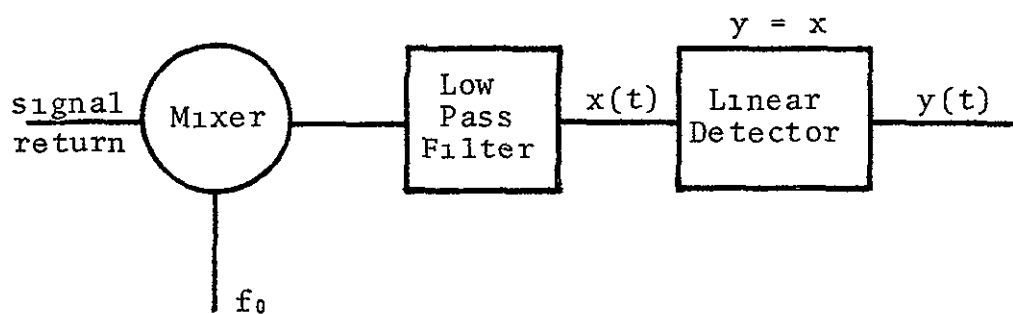 y = x
signal
return
Mixer
Low
Pass
Filter
x(t)
Linear
Detector
y(t)
f₀